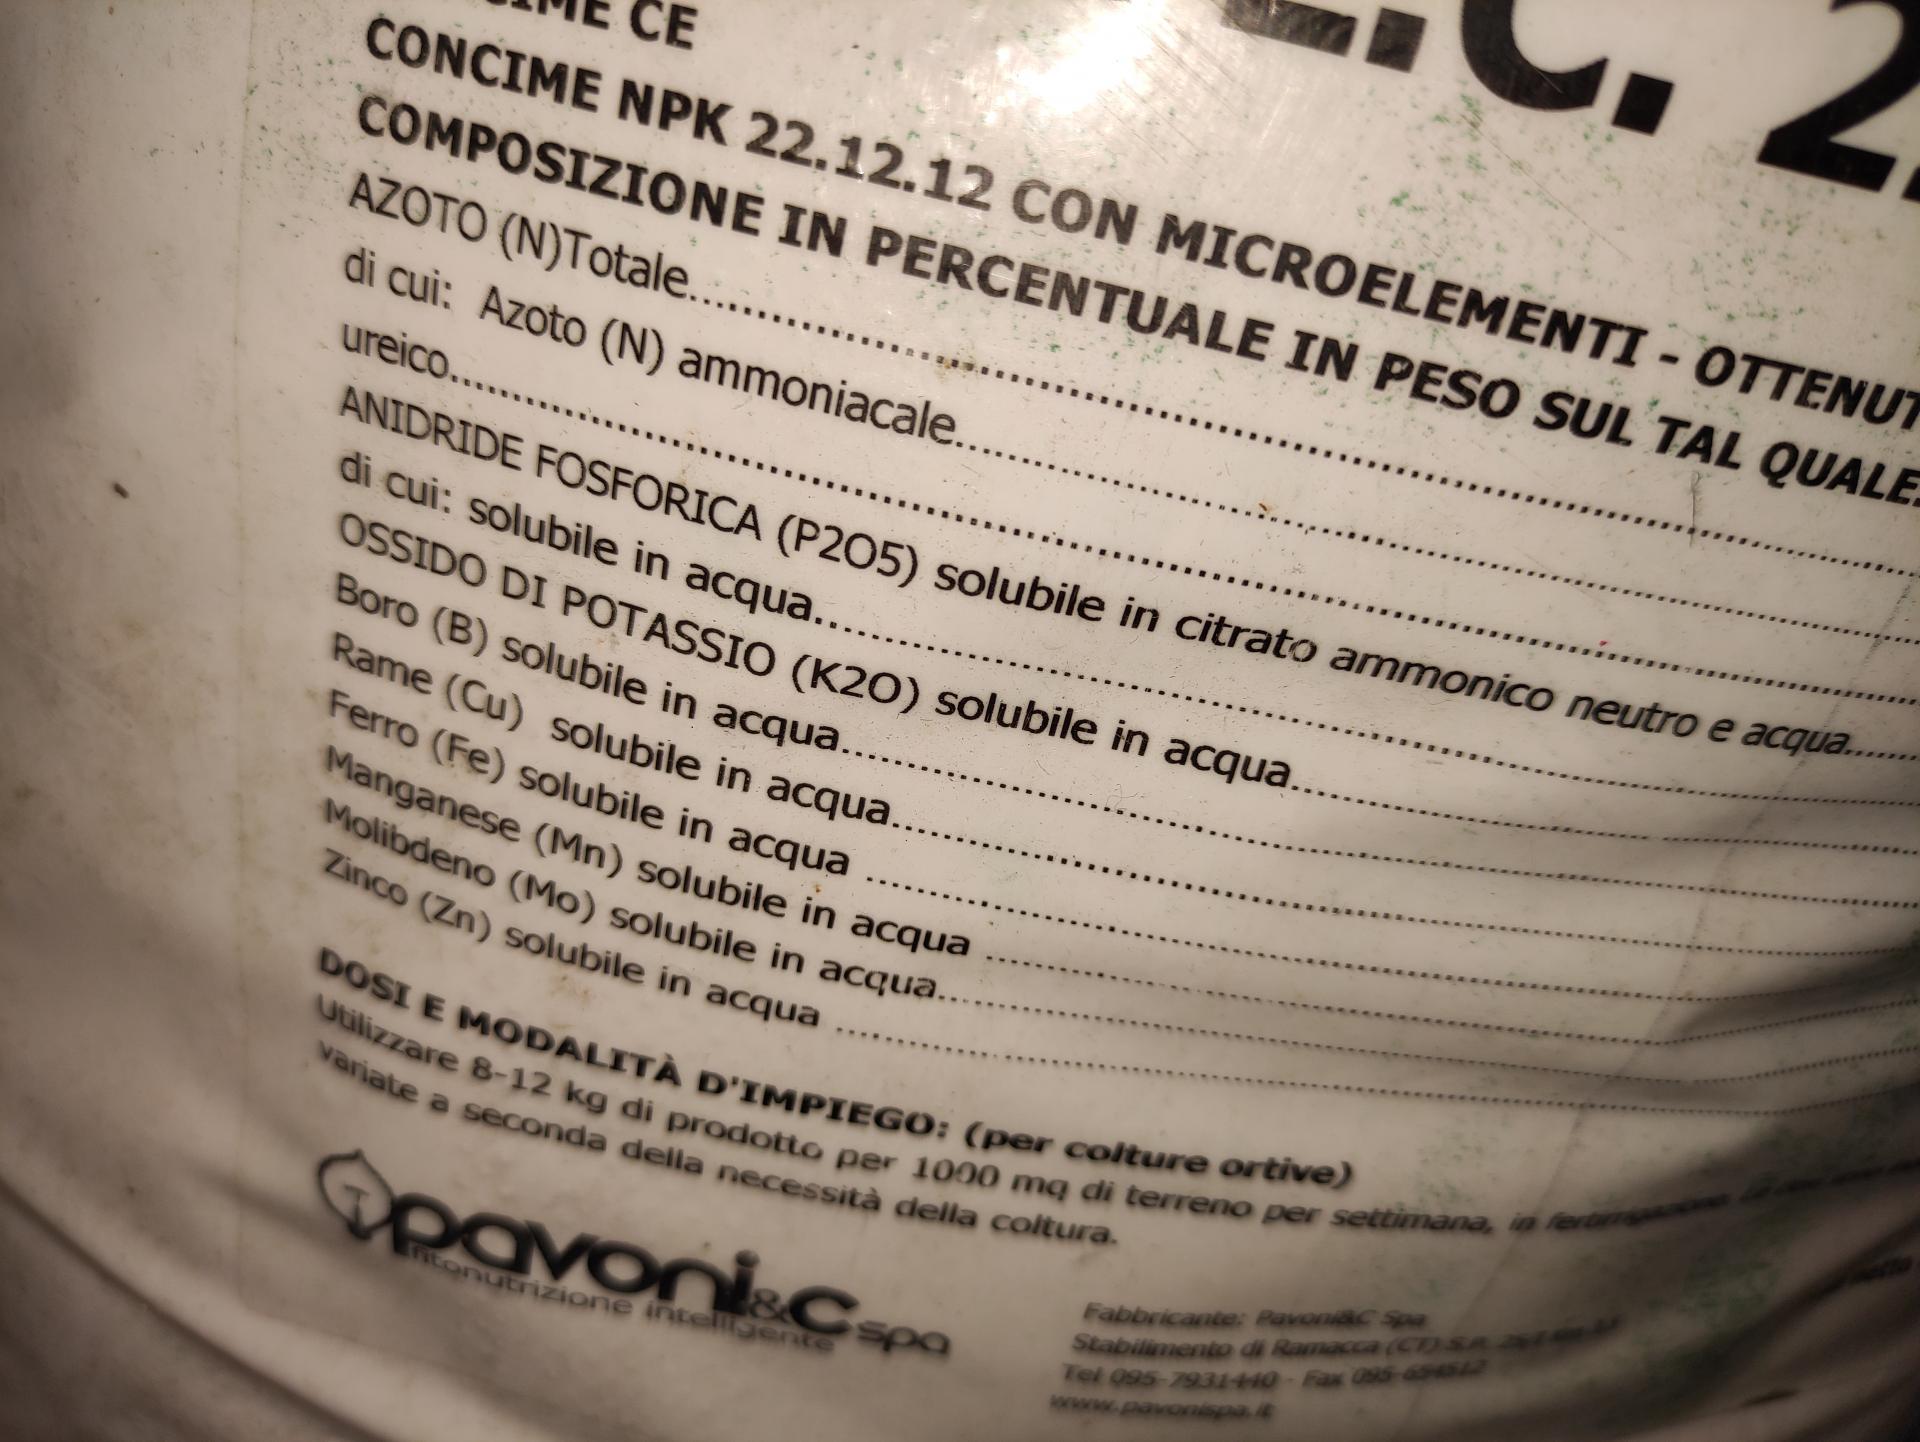 .C. 2
CIME CE
CONCIME NPK 22.12.12 CON MICROELEMENTI - OTTENUT
COMPOSIZIONE IN PERCENTUALE IN PESO SUL TAL QUALE:
AZOTO (N)Totale
di cui: Azoto (N) ammoniacale
ureico
ANIDRIDE FOSFORICA (P2O5) solubile in citrato ammonico neutro e acqua
di cui: solubile in acqua
OSSIDO DI POTASSIO (K2O) solubile in acqua
Boro (B) solubile in acqua
Rame (Cu) solubile in acqua
Ferro (Fe) solubile in acqua
Manganese (Mn) solubile in acqua
Molibdeno (Mo) solubile in acqua
Zinco (Zn) solubile in acqua
DOSI E MODALITÀ D'IMPIEGO: (per colture ortive)
Utilizzare 8-12 kg di prodotto per 1000 mq di terreno per settimana, in fertirrigazione.
variate a seconda della necessità della coltura.
pavoni&C spa
fitonutrizione intelligente
Fabbricante: Pavoni&C Spa
Stabilimento di Ramacca (CT)
Tel 095-7931440 - Fax 095-654512
www.pavonispa.it